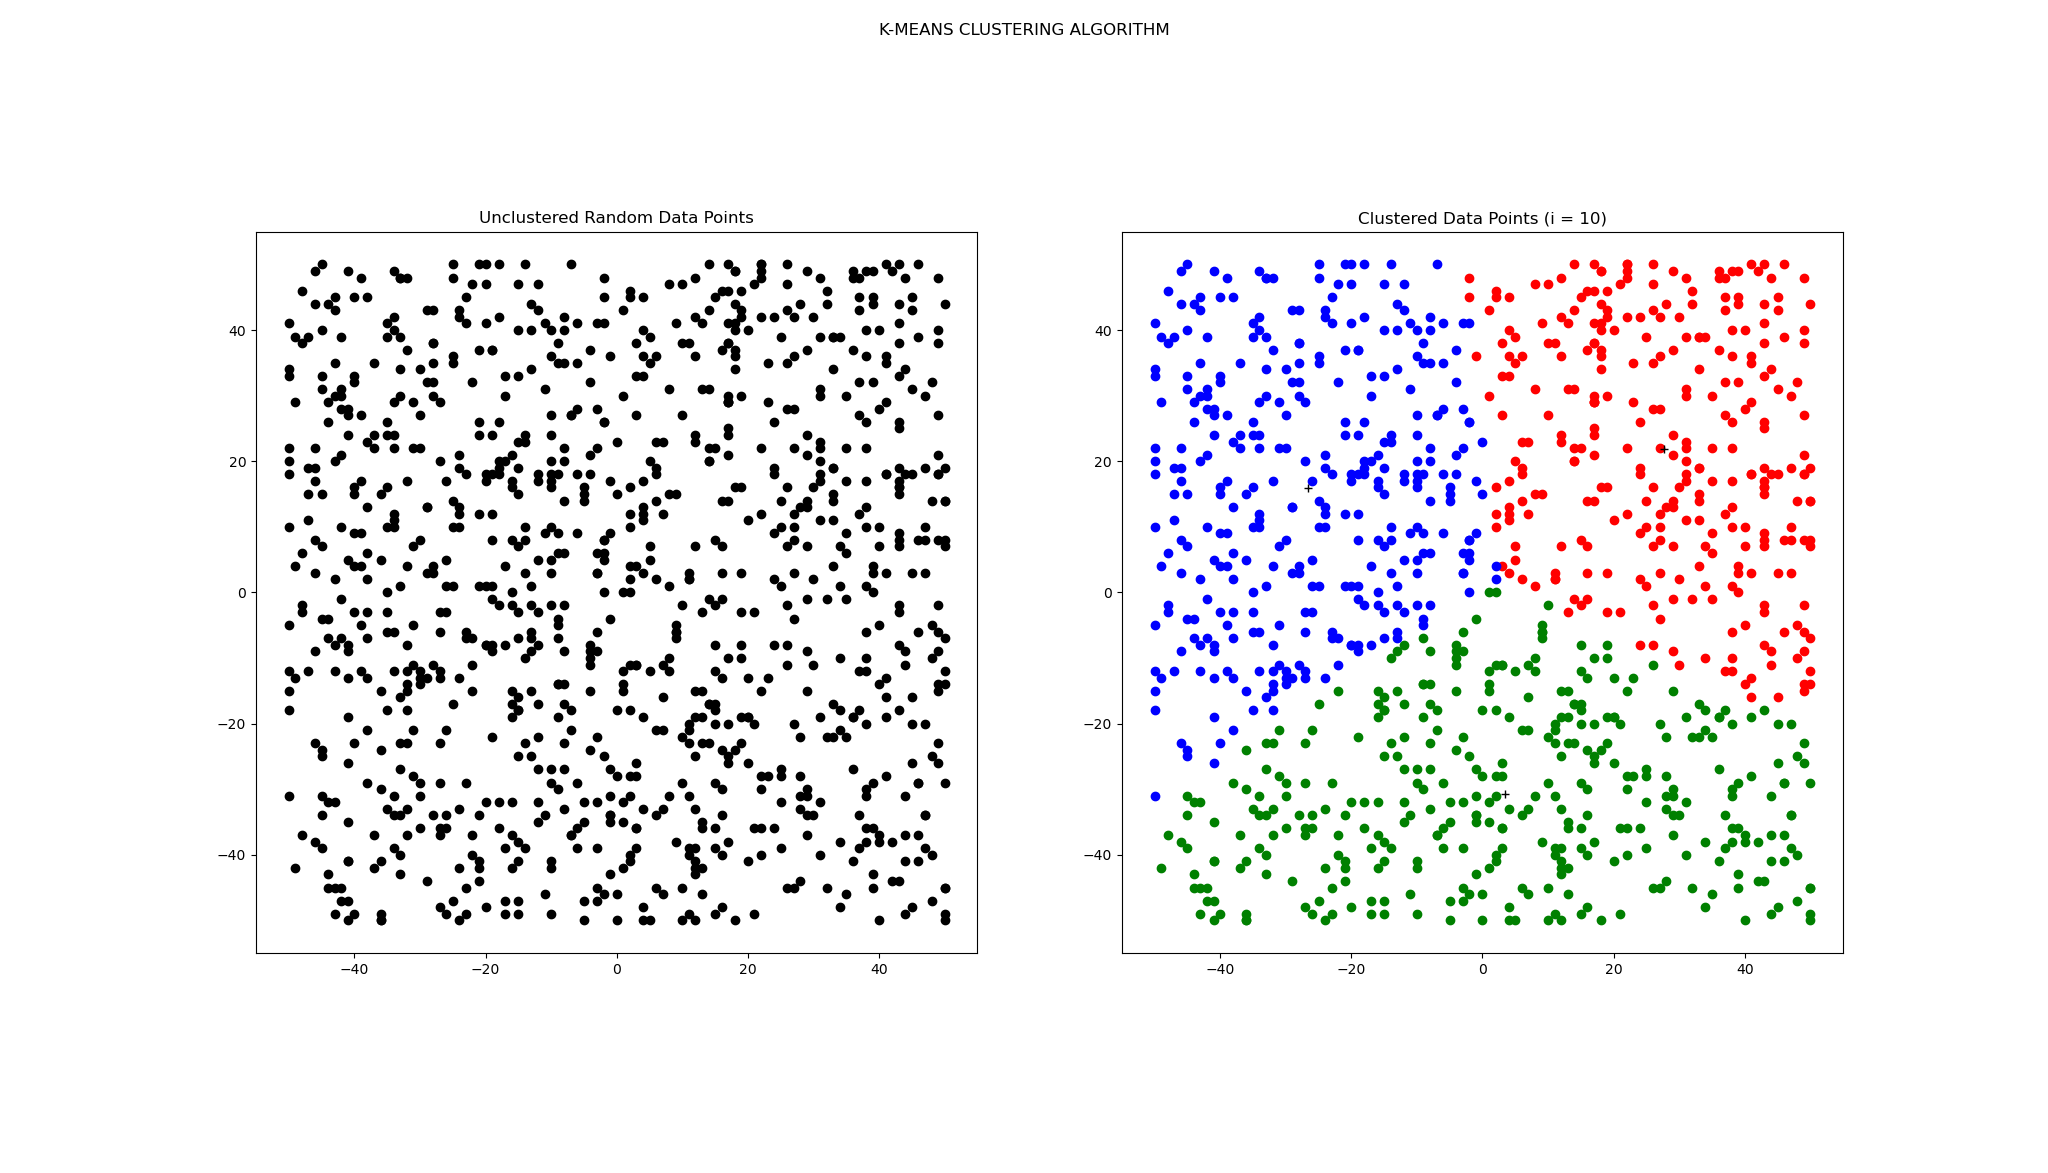 K-MEANS CLUSTERING ALGORITHM
Unclustered Random Data Points
40
20
0
−20
−40
−40 −20 0 20 40
Clustered Data Points (i = 10)
40
20
0
−20
−40
−40 −20 0 20 40